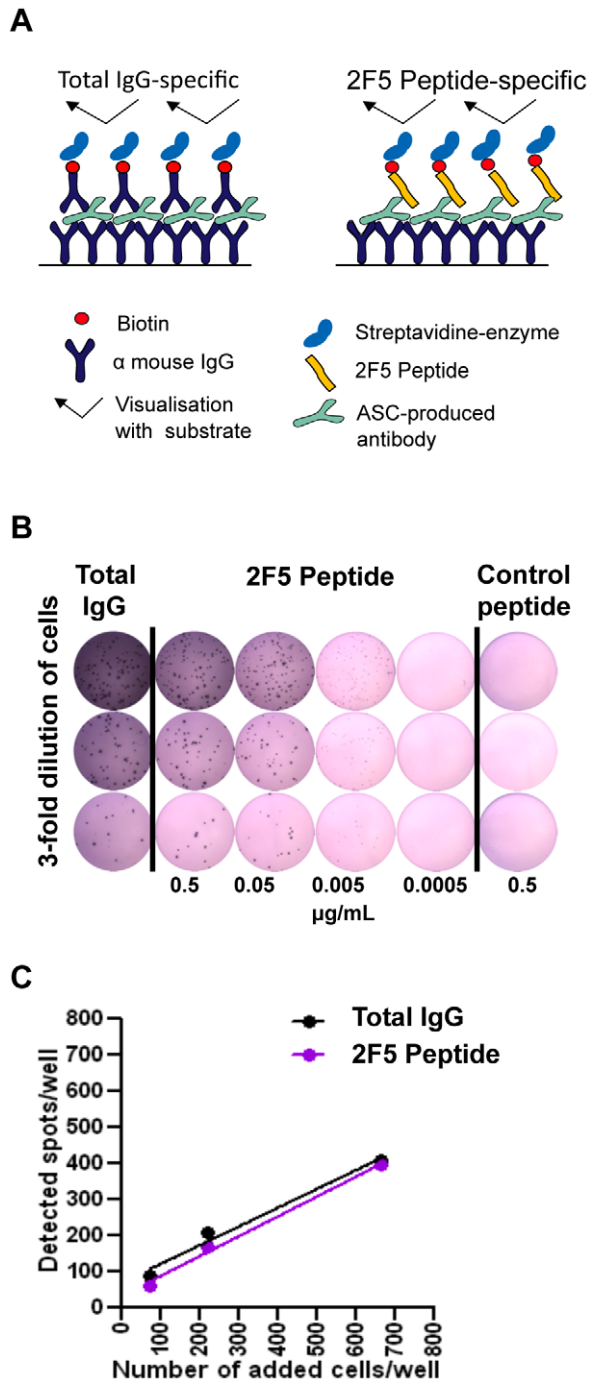 A
Total IgG-specific
2F5 Peptide-specific
Biotin
α mouse IgG
Visualisation
with substrate
Streptavidine-enzyme
2F5 Peptide
ASC-produced
antibody
B
Total
IgG
2F5 Peptide
Control
peptide
3-fold dilution of cells
0.5
0.05
0.005
0.0005
0.5
µg/mL
C
Total IgG
2F5 Peptide
Detected spots/well
800
700
600
500
400
300
200
100
0
0
100
200
300
400
500
600
700
800
Number of added cells/well